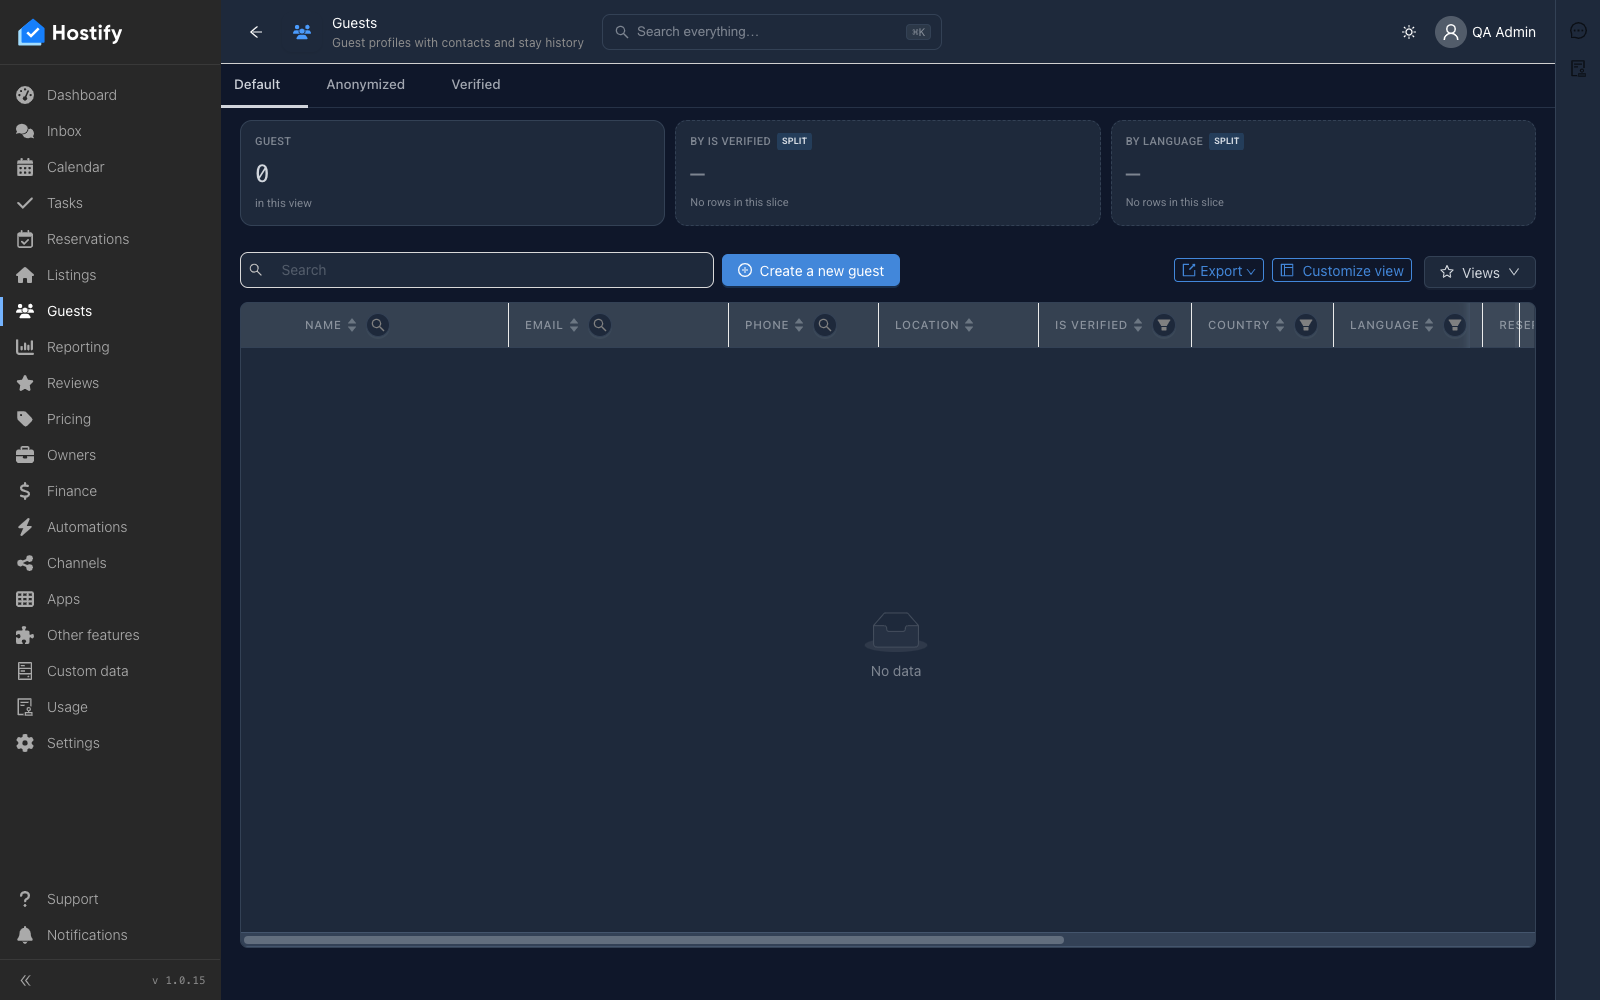 Hostify
Dashboard
Inbox
Calendar
Tasks
Reservations
Listings
Guests
Reporting
Reviews
Pricing
Owners
Finance
Automations
Channels
Apps
Other features
Custom data
Usage
Settings
Support
Notifications
v 1.0.15
Guests
Guest profiles with contacts and stay history
Search everything...
⌘K
QA Admin
Default
Anonymized
Verified
GUEST
0
in this view
BY IS VERIFIED SPLIT
—
No rows in this slice
BY LANGUAGE SPLIT
—
No rows in this slice
Search
Create a new guest
Export
Customize view
Views
NAME EMAIL PHONE LOCATION IS VERIFIED COUNTRY LANGUAGE
No data